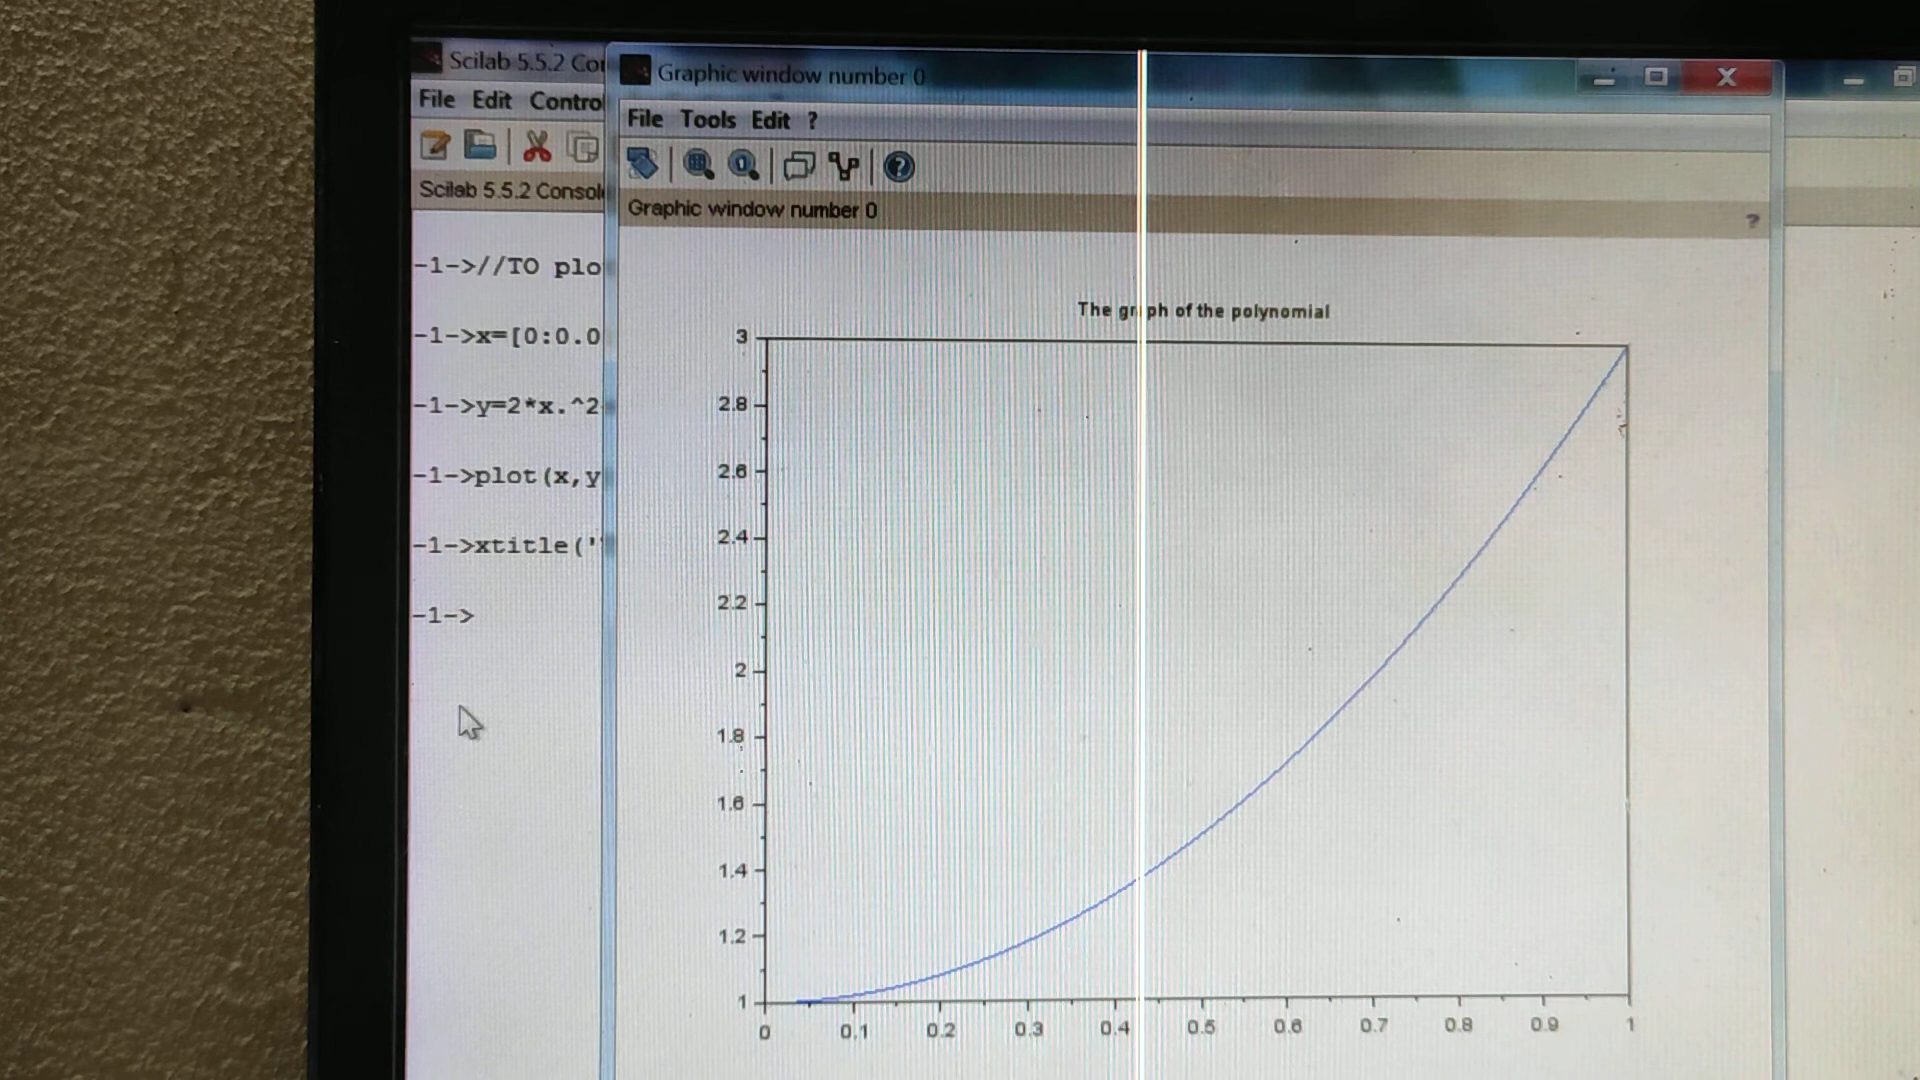 Scilab 5.5.2 Co
File Edit Contro
Scilab 5.5.2 Consol
-1->//TO plo
-1->x=[0:0.0
-1->y=2*x.^2
-1->plot(x,y
-1->xtitle('
-1->
Graphic window number 0
File Tools Edit ?
Graphic window number 0
?
The graph of the polynomial
3
2.8
2.6
2.4
2.2
2
1.8
1.6
1.4
1.2
1
0 0.1 0.2 0.3 0.4 0.5 0.6 0.7 0.8 0.9 1